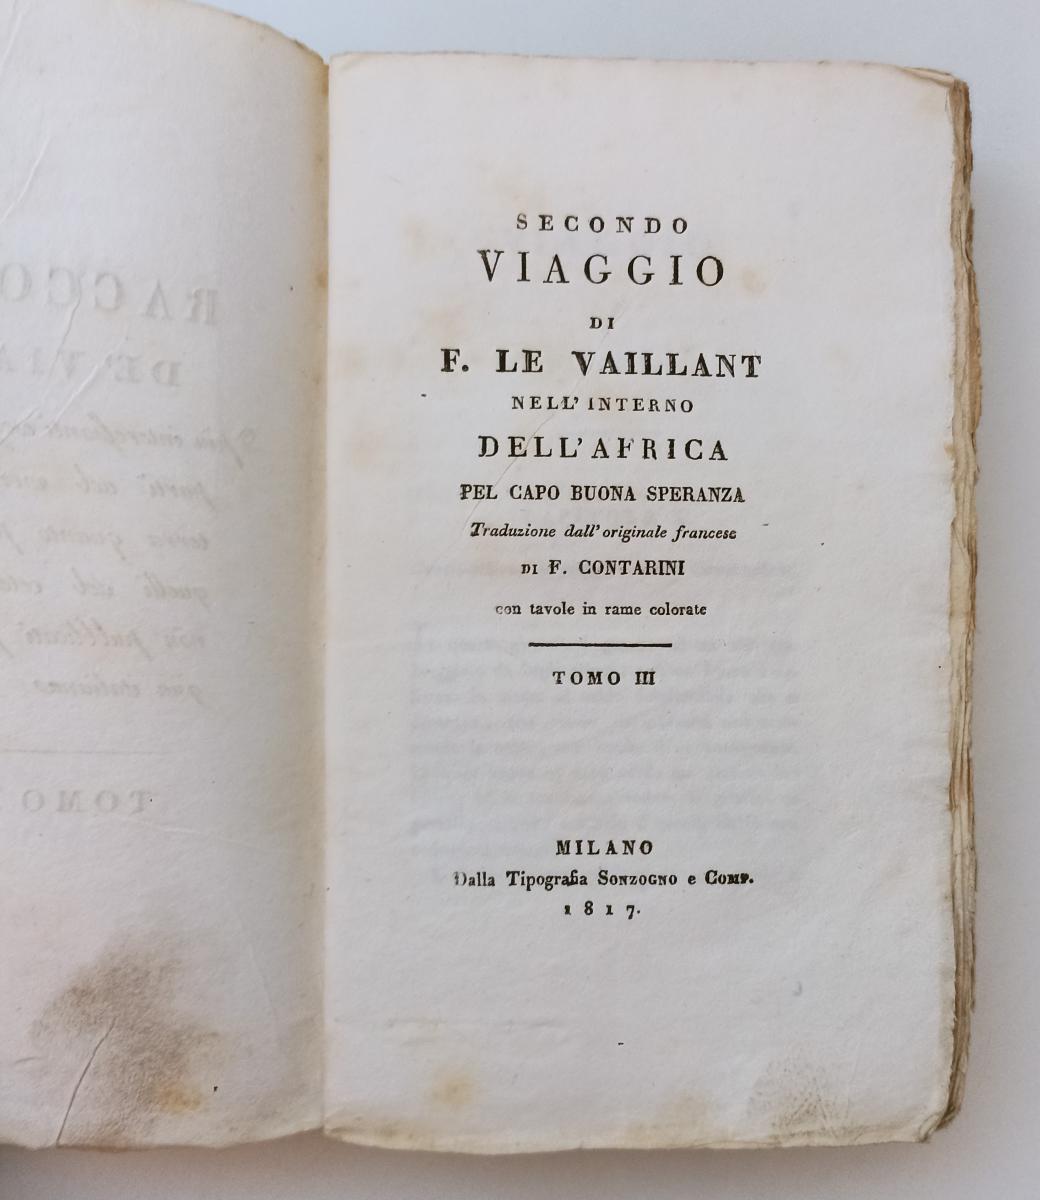 SECONDO
VIAGGIO
DI
F. LE VAILLANT
NELL' INTERNO
DELL'AFRICA
PEL CAPO BUONA SPERANZA
Traduzione dall' originale francese
DI F. CONTARINI
con tavole in rame colorate
TOMO III
MILANO
Dalla Tipografia SONZOGNO e COMP.
1817.